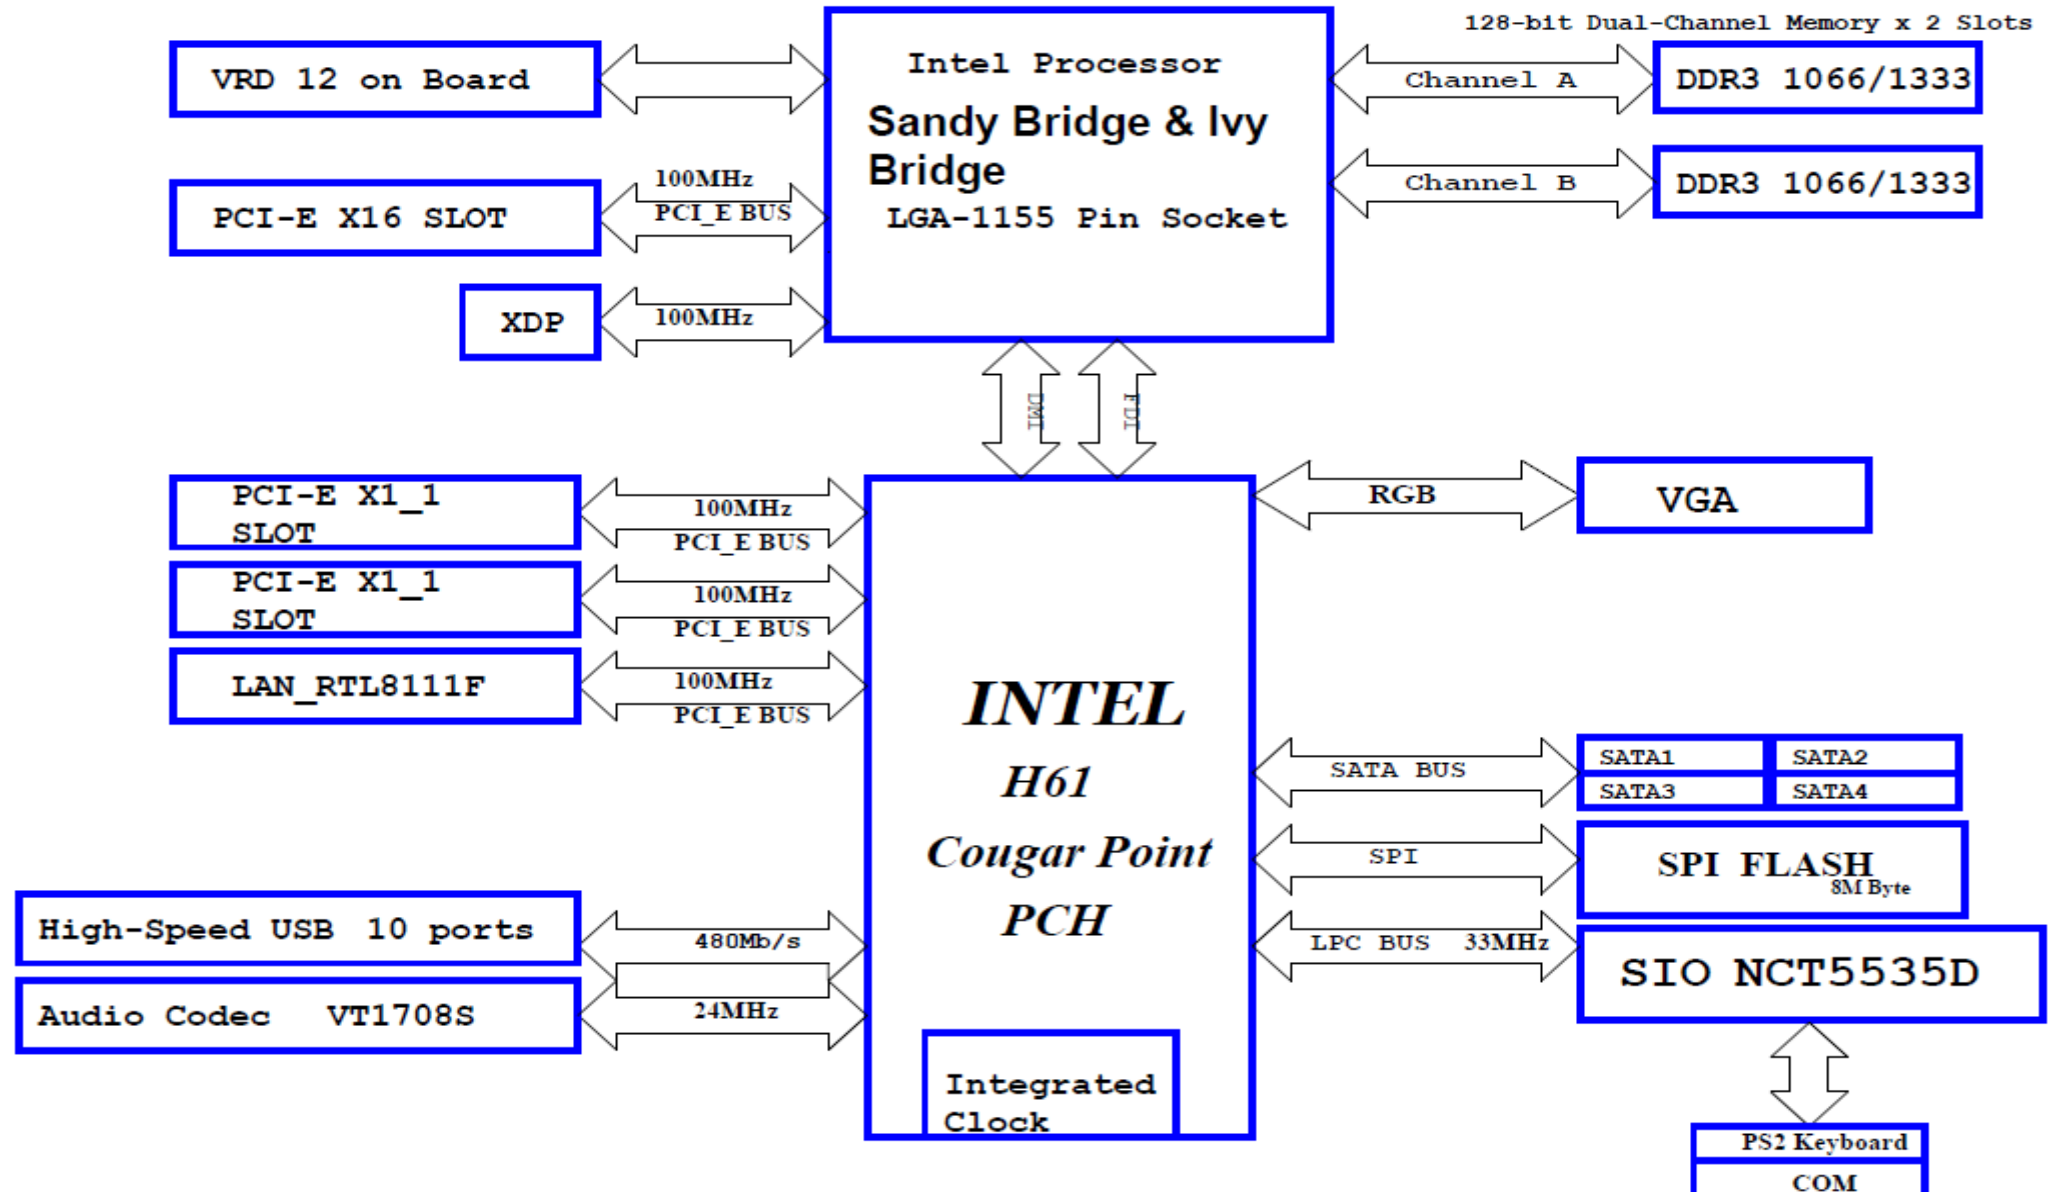 128-bit Dual-Channel Memory x 2 Slots
VRD 12 on Board
Intel Processor
Sandy Bridge & Ivy
Bridge
LGA-1155 Pin Socket
Channel A
DDR3 1066/1333
Channel B
DDR3 1066/1333
PCI-E X16 SLOT
100MHz
PCI_E BUS
XDP
100MHz
DMI
FDI
PCI-E X1_1
SLOT
100MHz
PCI_E BUS
PCI-E X1_1
SLOT
100MHz
PCI_E BUS
LAN_RTL8111F
100MHz
PCI_E BUS
RGB
VGA
INTEL
H61
Cougar Point
PCH
SATA BUS
SATA1
SATA2
SATA3
SATA4
SPI
SPI FLASH
8M Byte
High-Speed USB 10 ports
480Mb/s
LPC BUS 33MHz
SIO NCT5535D
Audio Codec VT1708S
24MHz
Integrated
Clock
PS2 Keyboard
COM